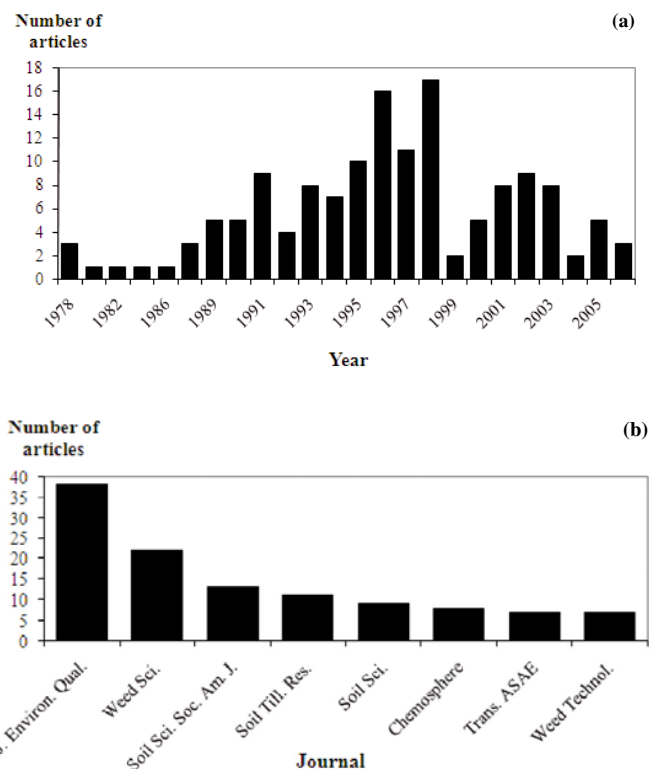 Number of
articles
(a)
18
16
14
12
10
8
6
4
2
0
1978
1982
1986
1989
1991
1993
1995
1997
1999
2001
2003
2005
Year
Number of
articles
(b)
40
35
30
25
20
15
10
5
0
. Environ. Qual.
Weed Sci.
Soil Sci. Soc. Am. J.
Soil Till. Res.
Soil Sci.
Chemosphere
Trans. ASAE
Weed Technol.
Journal